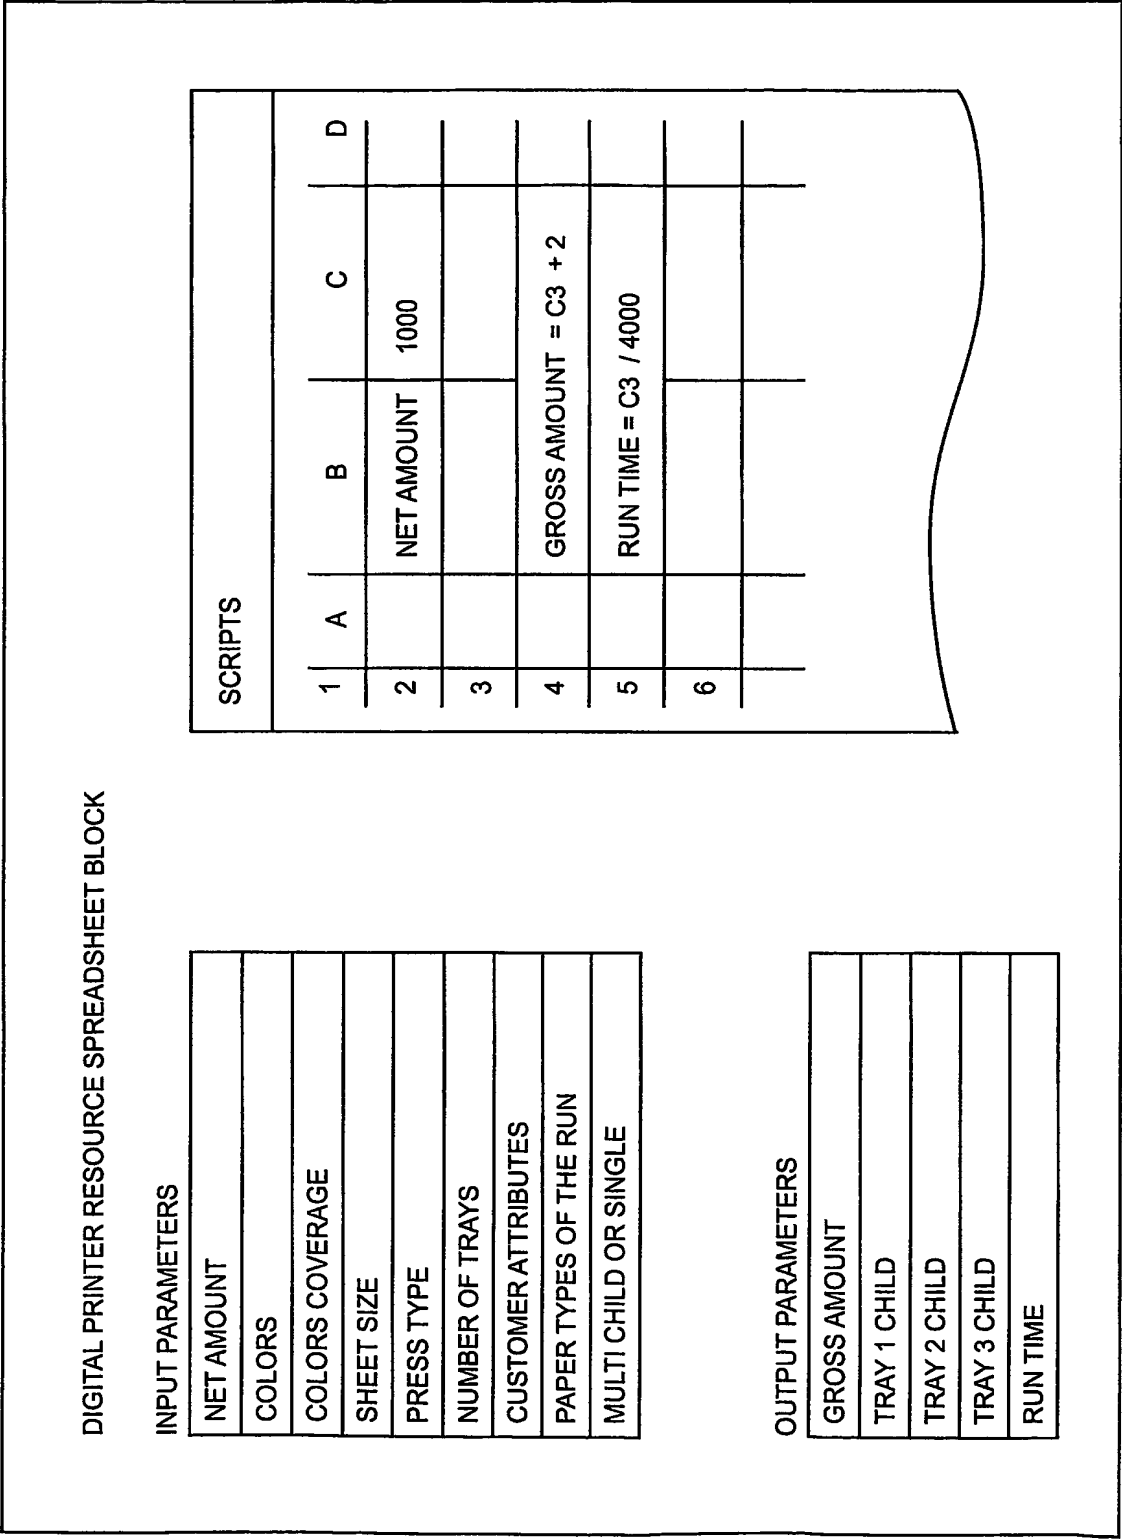 DIGITAL PRINTER RESOURCE SPREADSHEET BLOCK
INPUT PARAMETERS
NET AMOUNT
COLORS
COLORS COVERAGE
SHEET SIZE
PRESS TYPE
NUMBER OF TRAYS
CUSTOMER ATTRIBUTES
PAPER TYPES OF THE RUN
MULTI CHILD OR SINGLE
OUTPUT PARAMETERS
GROSS AMOUNT
TRAY 1 CHILD
TRAY 2 CHILD
TRAY 3 CHILD
RUN TIME
SCRIPTS
1 A B C D
2 NET AMOUNT 1000
3
4 GROSS AMOUNT = C3 + 2
5 RUN TIME = C3 / 4000
6